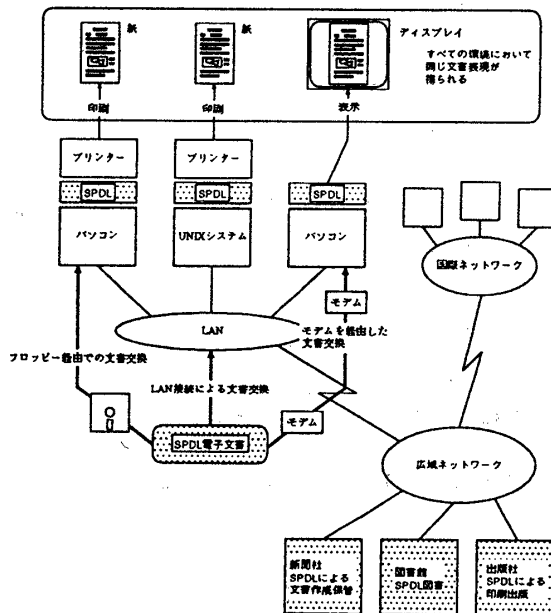 紙
紙
ディスプレイ
すべての環境において
同じ文書表現が
得られる
印刷
印刷
表示
プリンター
プリンター
SPDL
SPDL
SPDL
パソコン
UNIXシステム
パソコン
国際ネットワーク
モデム
LAN
モデムを経由した
文書交換
フロッピー経由での文書交換
LAN接続による文書交換
モデム
SPDL電子文書
広域ネットワーク
新聞社
SPDLによる
文書作成保管
図書館
SPDL図書
出版社
SPDLによる
印刷出版